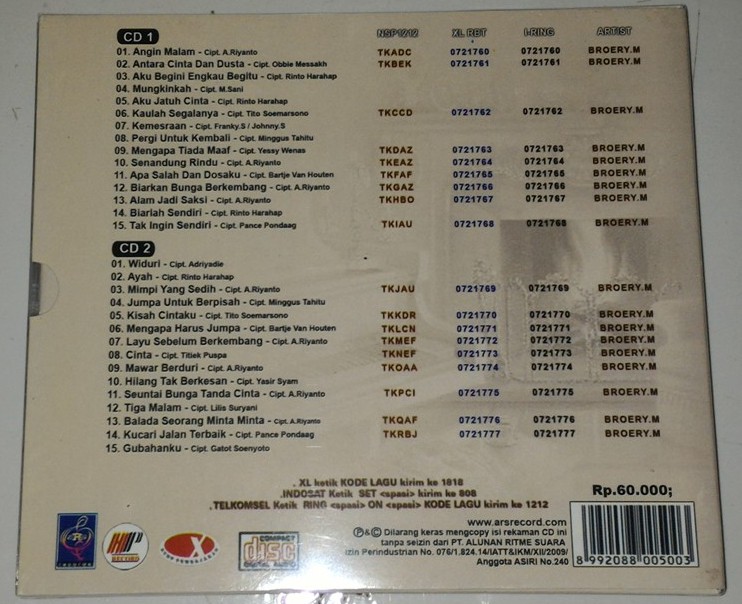 CD 1 NSP1212 XL RBT I-RING ARTIST
01. Angin Malam - Cipt. A.Riyanto TKADC 0721760 0721760 BROERY.M
02. Antara Cinta Dan Dusta - Cipt. Obbie Messakh TKBEK 0721761 0721761 BROERY.M
03. Aku Begini Engkau Begitu - Cipt. Rinto Harahap
04. Mungkinkah - Cipt. M.Sani
05. Aku Jatuh Cinta - Cipt. Rinto Harahap
06. Kaulah Segalanya - Cipt. Tito Soemarsono TKCCD 0721762 0721762 BROERY.M
07. Kemesraan - Cipt. Franky.S / Johnny.S
08. Pergi Untuk Kembali - Cipt. Minggus Tahitu
09. Mengapa Tiada Maaf - Cipt. Yessy Wenas TKDAZ 0721763 0721763 BROERY.M
10. Senandung Rindu - Cipt. A.Riyanto TKEAZ 0721764 0721764 BROERY.M
11. Apa Salah Dan Dosaku - Cipt. Bartje Van Houten TKFAF 0721765 0721765 BROERY.M
12. Biarkan Bunga Berkembang - Cipt. A.Riyanto TKGAZ 0721766 0721766 BROERY.M
13. Alam Jadi Saksi - Cipt. A.Riyanto TKHBO 0721767 0721767 BROERY.M
14. Biarlah Sendiri - Cipt. Rinto Harahap
15. Tak Ingin Sendiri - Cipt. Pance Pondaag TKIAU 0721768 0721768 BROERY.M
CD 2
01. Widuri - Cipt. Adriyadie
02. Ayah - Cipt. Rinto Harahap
03. Mimpi Yang Sedih - Cipt. A.Riyanto TKJAU 0721769 0721769 BROERY.M
04. Jumpa Untuk Berpisah - Cipt. Minggus Tahitu
05. Kisah Cintaku - Cipt. Tito Soemarsono TKKDR 0721770 0721770 BROERY.M
06. Mengapa Harus Jumpa - Cipt. Bartje Van Houten TKLCN 0721771 0721771 BROERY.M
07. Layu Sebelum Berkembang - Cipt. A.Riyanto TKMEF 0721772 0721772 BROERY.M
08. Cinta - Cipt. Titiek Puspa TKNEF 0721773 0721773 BROERY.M
09. Mawar Berduri - Cipt. A.Riyanto TKOAA 0721774 0721774 BROERY.M
10. Hilang Tak Berkesan - Cipt. Yasir Syam
11. Seuntai Bunga Tanda Cinta - Cipt. A.Riyanto TKPCI 0721775 0721775 BROERY.M
12. Tiga Malam - Cipt. Lilis Suryani
13. Balada Seorang Minta Minta - Cipt. A.Riyanto TKQAF 0721776 0721776 BROERY.M
14. Kucari Jalan Terbaik - Cipt. Pance Pondaag TKRBJ 0721777 0721777 BROERY.M
15. Gubahanku - Cipt. Gatot Soenyoto
. XL ketik KODE LAGU kirim ke 1818
.INDOSAT Ketik SET <spasi> kirim ke 808
.TELKOMSEL Ketik RING <spasi> ON <spasi> KODE LAGU kirim ke 1212
Rp.60.000;
www.arsrecord.com
℗&© Dilarang keras mengcopy isi rekaman CD ini
tanpa seizin dari PT. ALUNAN RITME SUARA
izin Perindustrian No. 076/1.824.14/IATT&IKM/XII/2009/
Anggota ASIRI No.240
8 992088 005003
records
RECORD
X
COMPACT
disc
DIGITAL AUDIO